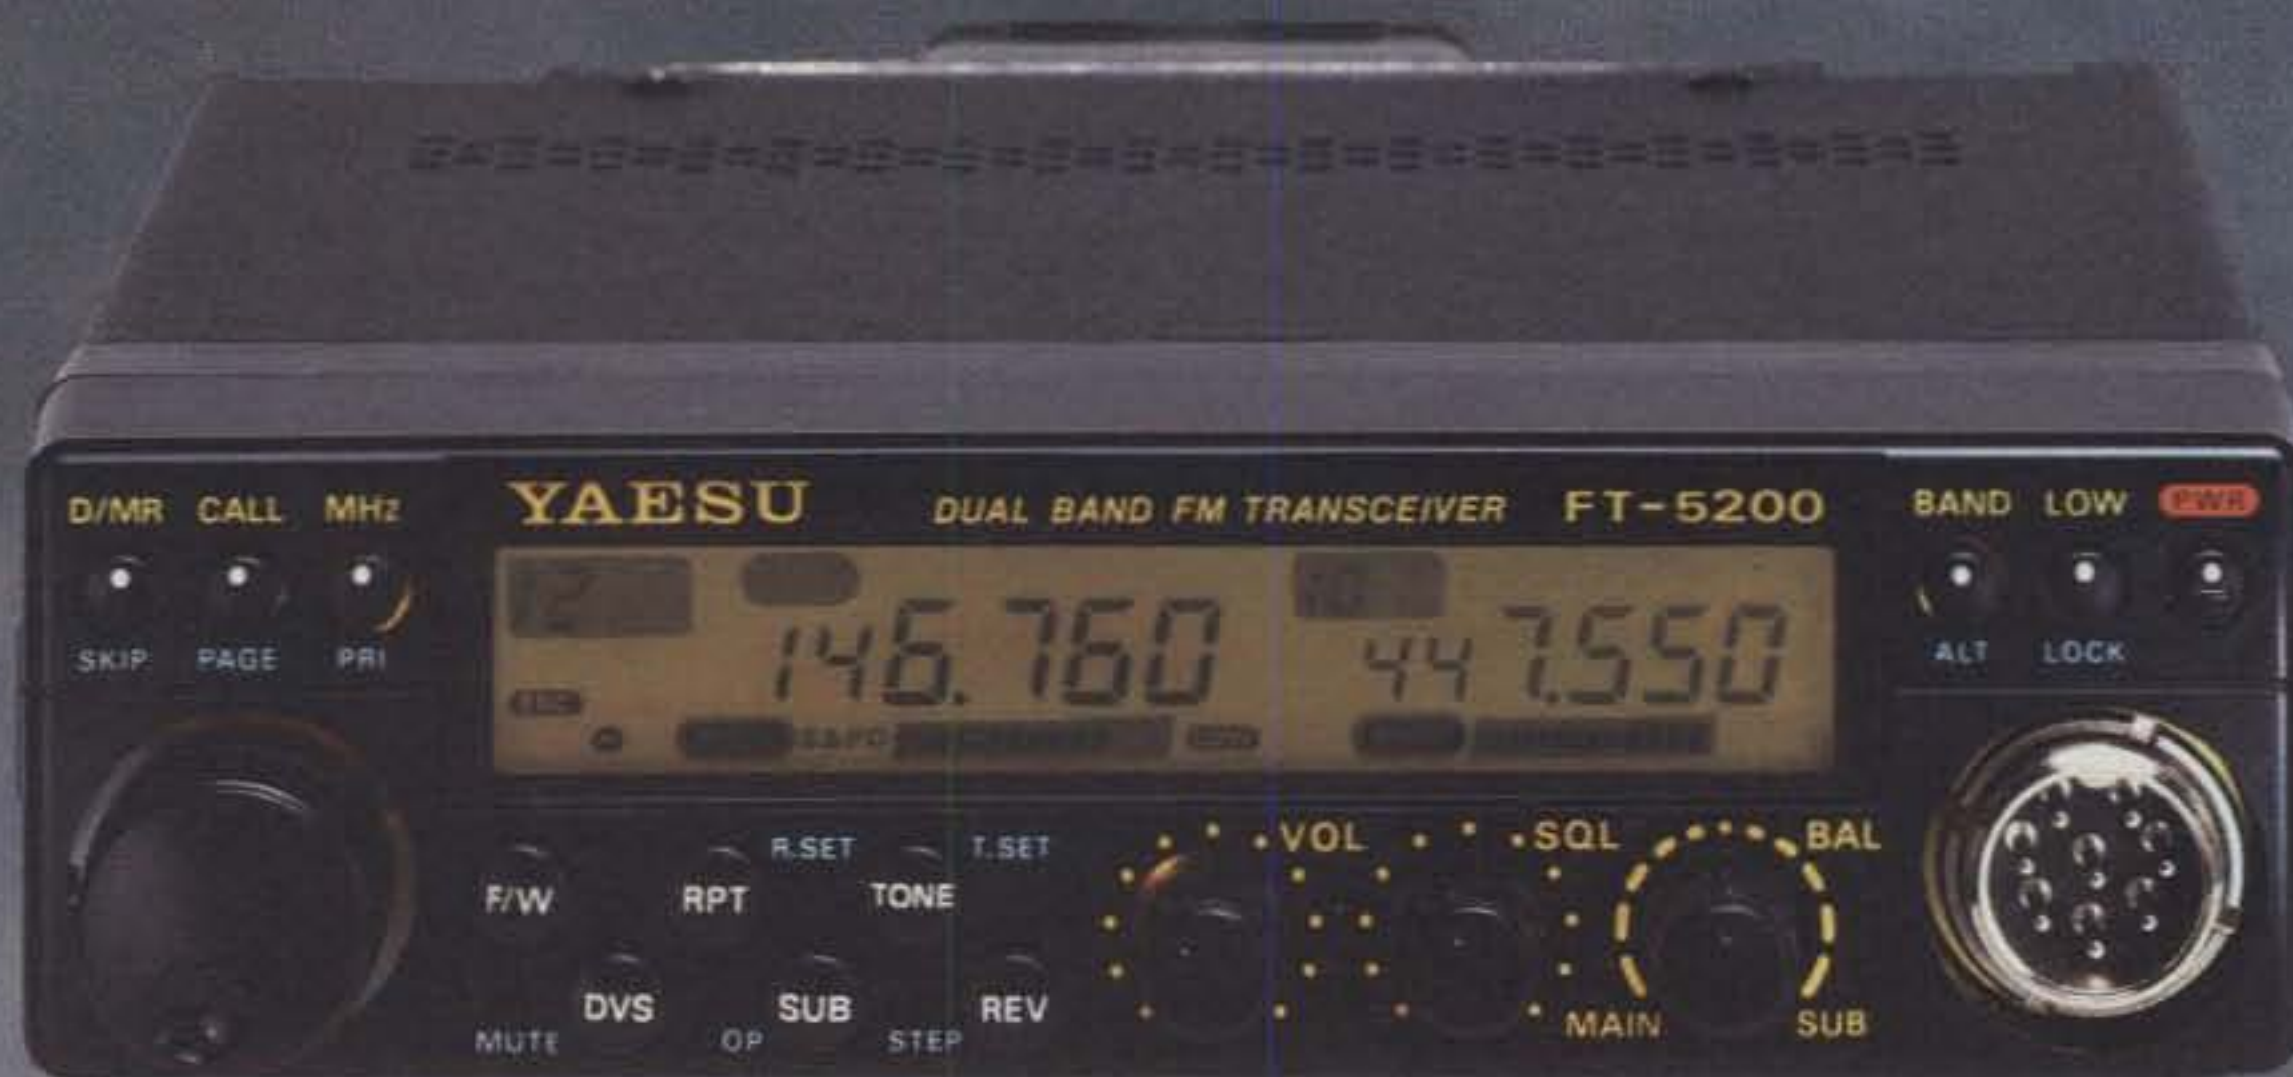 D/MR CALL MHz YAESU DUAL BAND FM TRANSCEIVER FT-5200 BAND LOW PWR
146.760 447.550
SKIP PAGE PRI ALT LOCK
R.SET T.SET VOL SQL BAL
F/W RPT TONE
DVS SUB REV MAIN SUB
MUTE OP STEP